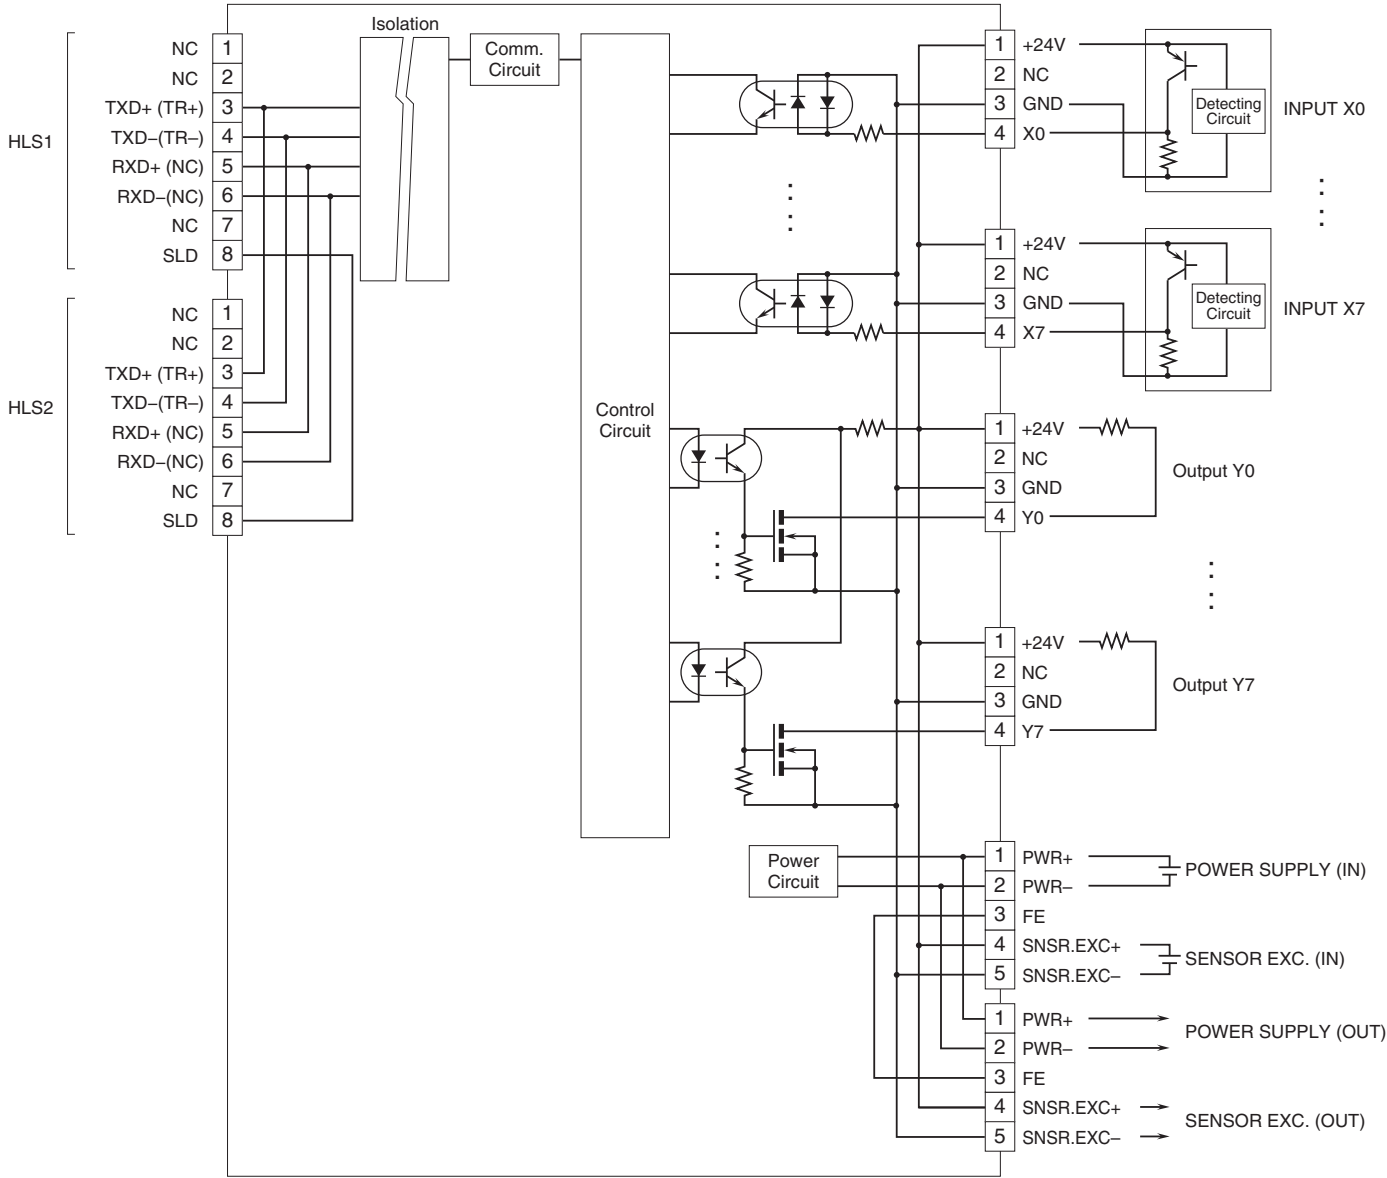 Isolation
Comm.
Circuit
Control
Circuit
HLS1
NC 1
NC 2
TXD+ (TR+) 3
TXD–(TR–) 4
RXD+ (NC) 5
RXD–(NC) 6
NC 7
SLD 8
HLS2
NC 1
NC 2
TXD+ (TR+) 3
TXD–(TR–) 4
RXD+ (NC) 5
RXD–(NC) 6
NC 7
SLD 8
1 +24V
2 NC
3 GND
4 X0
Detecting
Circuit
INPUT X0
1 +24V
2 NC
3 GND
4 X7
Detecting
Circuit
INPUT X7
1 +24V
2 NC
3 GND
4 Y0
Output Y0
1 +24V
2 NC
3 GND
4 Y7
Output Y7
Power
Circuit
1 PWR+
2 PWR–
3 FE
4 SNSR.EXC+
5 SNSR.EXC–
POWER SUPPLY (IN)
SENSOR EXC. (IN)
1 PWR+
2 PWR–
3 FE
4 SNSR.EXC+
5 SNSR.EXC–
POWER SUPPLY (OUT)
SENSOR EXC. (OUT)